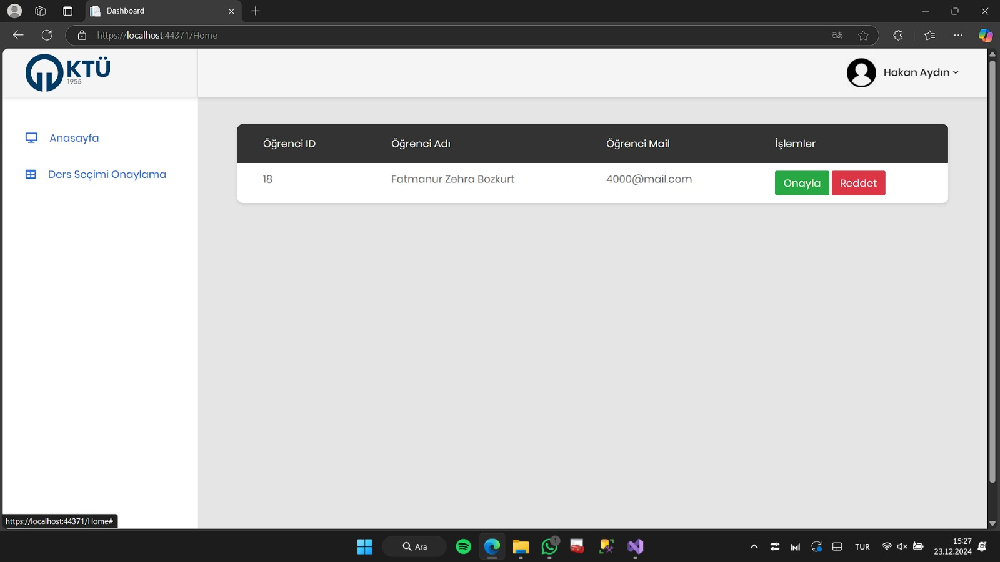 Dashboard
https://localhost:44371/Home
aあ
KTÜ
1955
Hakan Aydın
Anasayfa
Ders Seçimi Onaylama
Öğrenci ID Öğrenci Adı Öğrenci Mail İşlemler
18 Fatmanur Zehra Bozkurt 4000@mail.com Onayla Reddet
https://localhost:44371/Home#
Ara
1
TUR
15:27
23.12.2024